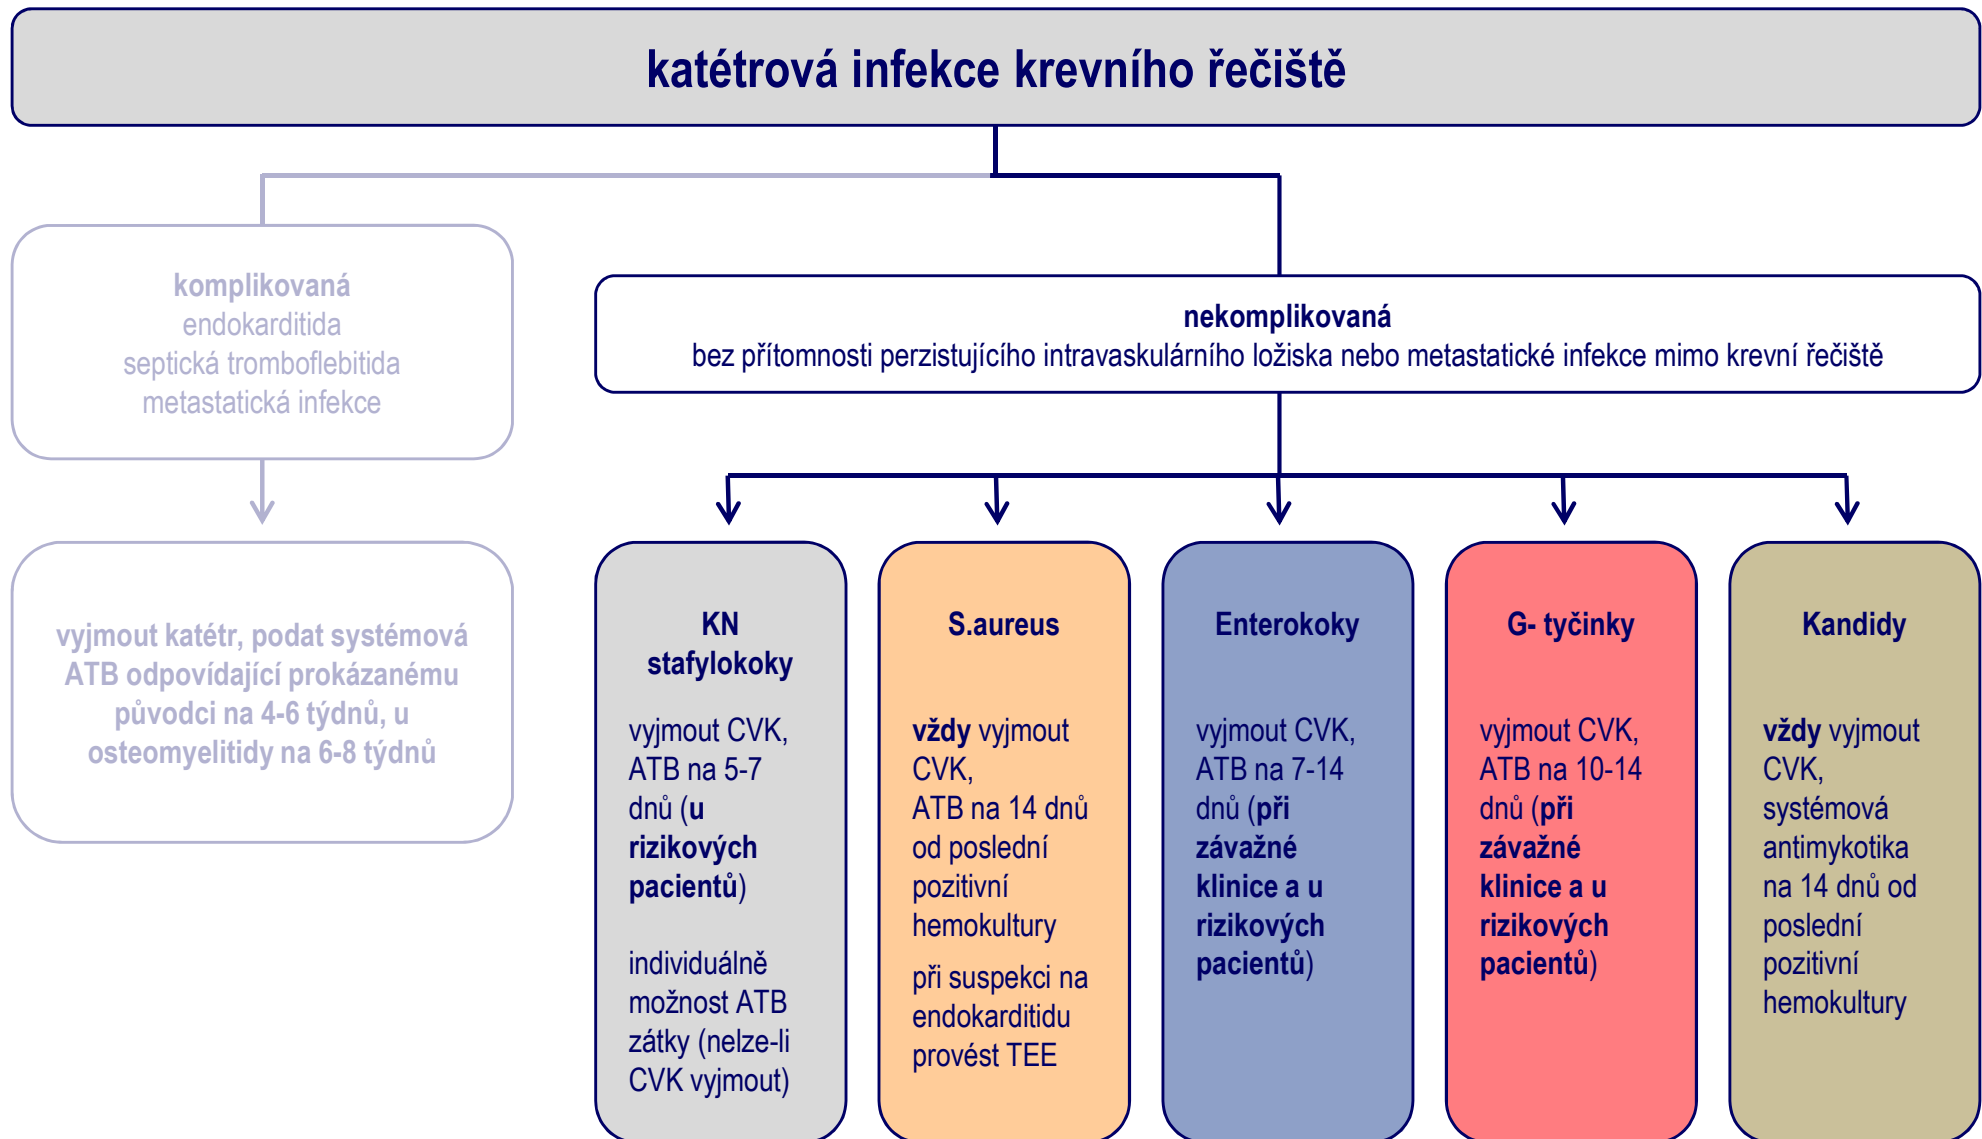 katétrová infekce krevního řečiště
komplikovaná
endokarditida
septická tromboflebitida
metastatická infekce
nekomplikovaná
bez přítomnosti perzistujícího intravaskulárního ložiska nebo metastatické infekce mimo krevní řečiště
vyjmout katétr, podat systémová
ATB odpovídající prokázanému
původci na 4-6 týdnů, u
osteomyelitidy na 6-8 týdnů
KN
stafylokoky
vyjmout CVK,
ATB na 5-7
dnů (u
rizikových
pacientů)
individuálně
možnost ATB
zátky (nelze-li
CVK vyjmout)
S.aureus
vždy vyjmout
CVK,
ATB na 14 dnů
od poslední
pozitivní
hemokultury
při suspekci na
endokarditidu
provést TEE
Enterokoky
vyjmout CVK,
ATB na 7-14
dnů (při
závažné
klinice a u
rizikových
pacientů)
G- tyčinky
vyjmout CVK,
ATB na 10-14
dnů (při
závažné
klinice a u
rizikových
pacientů)
Kandidy
vždy vyjmout
CVK,
systémová
antimykotika
na 14 dnů od
poslední
pozitivní
hemokultury